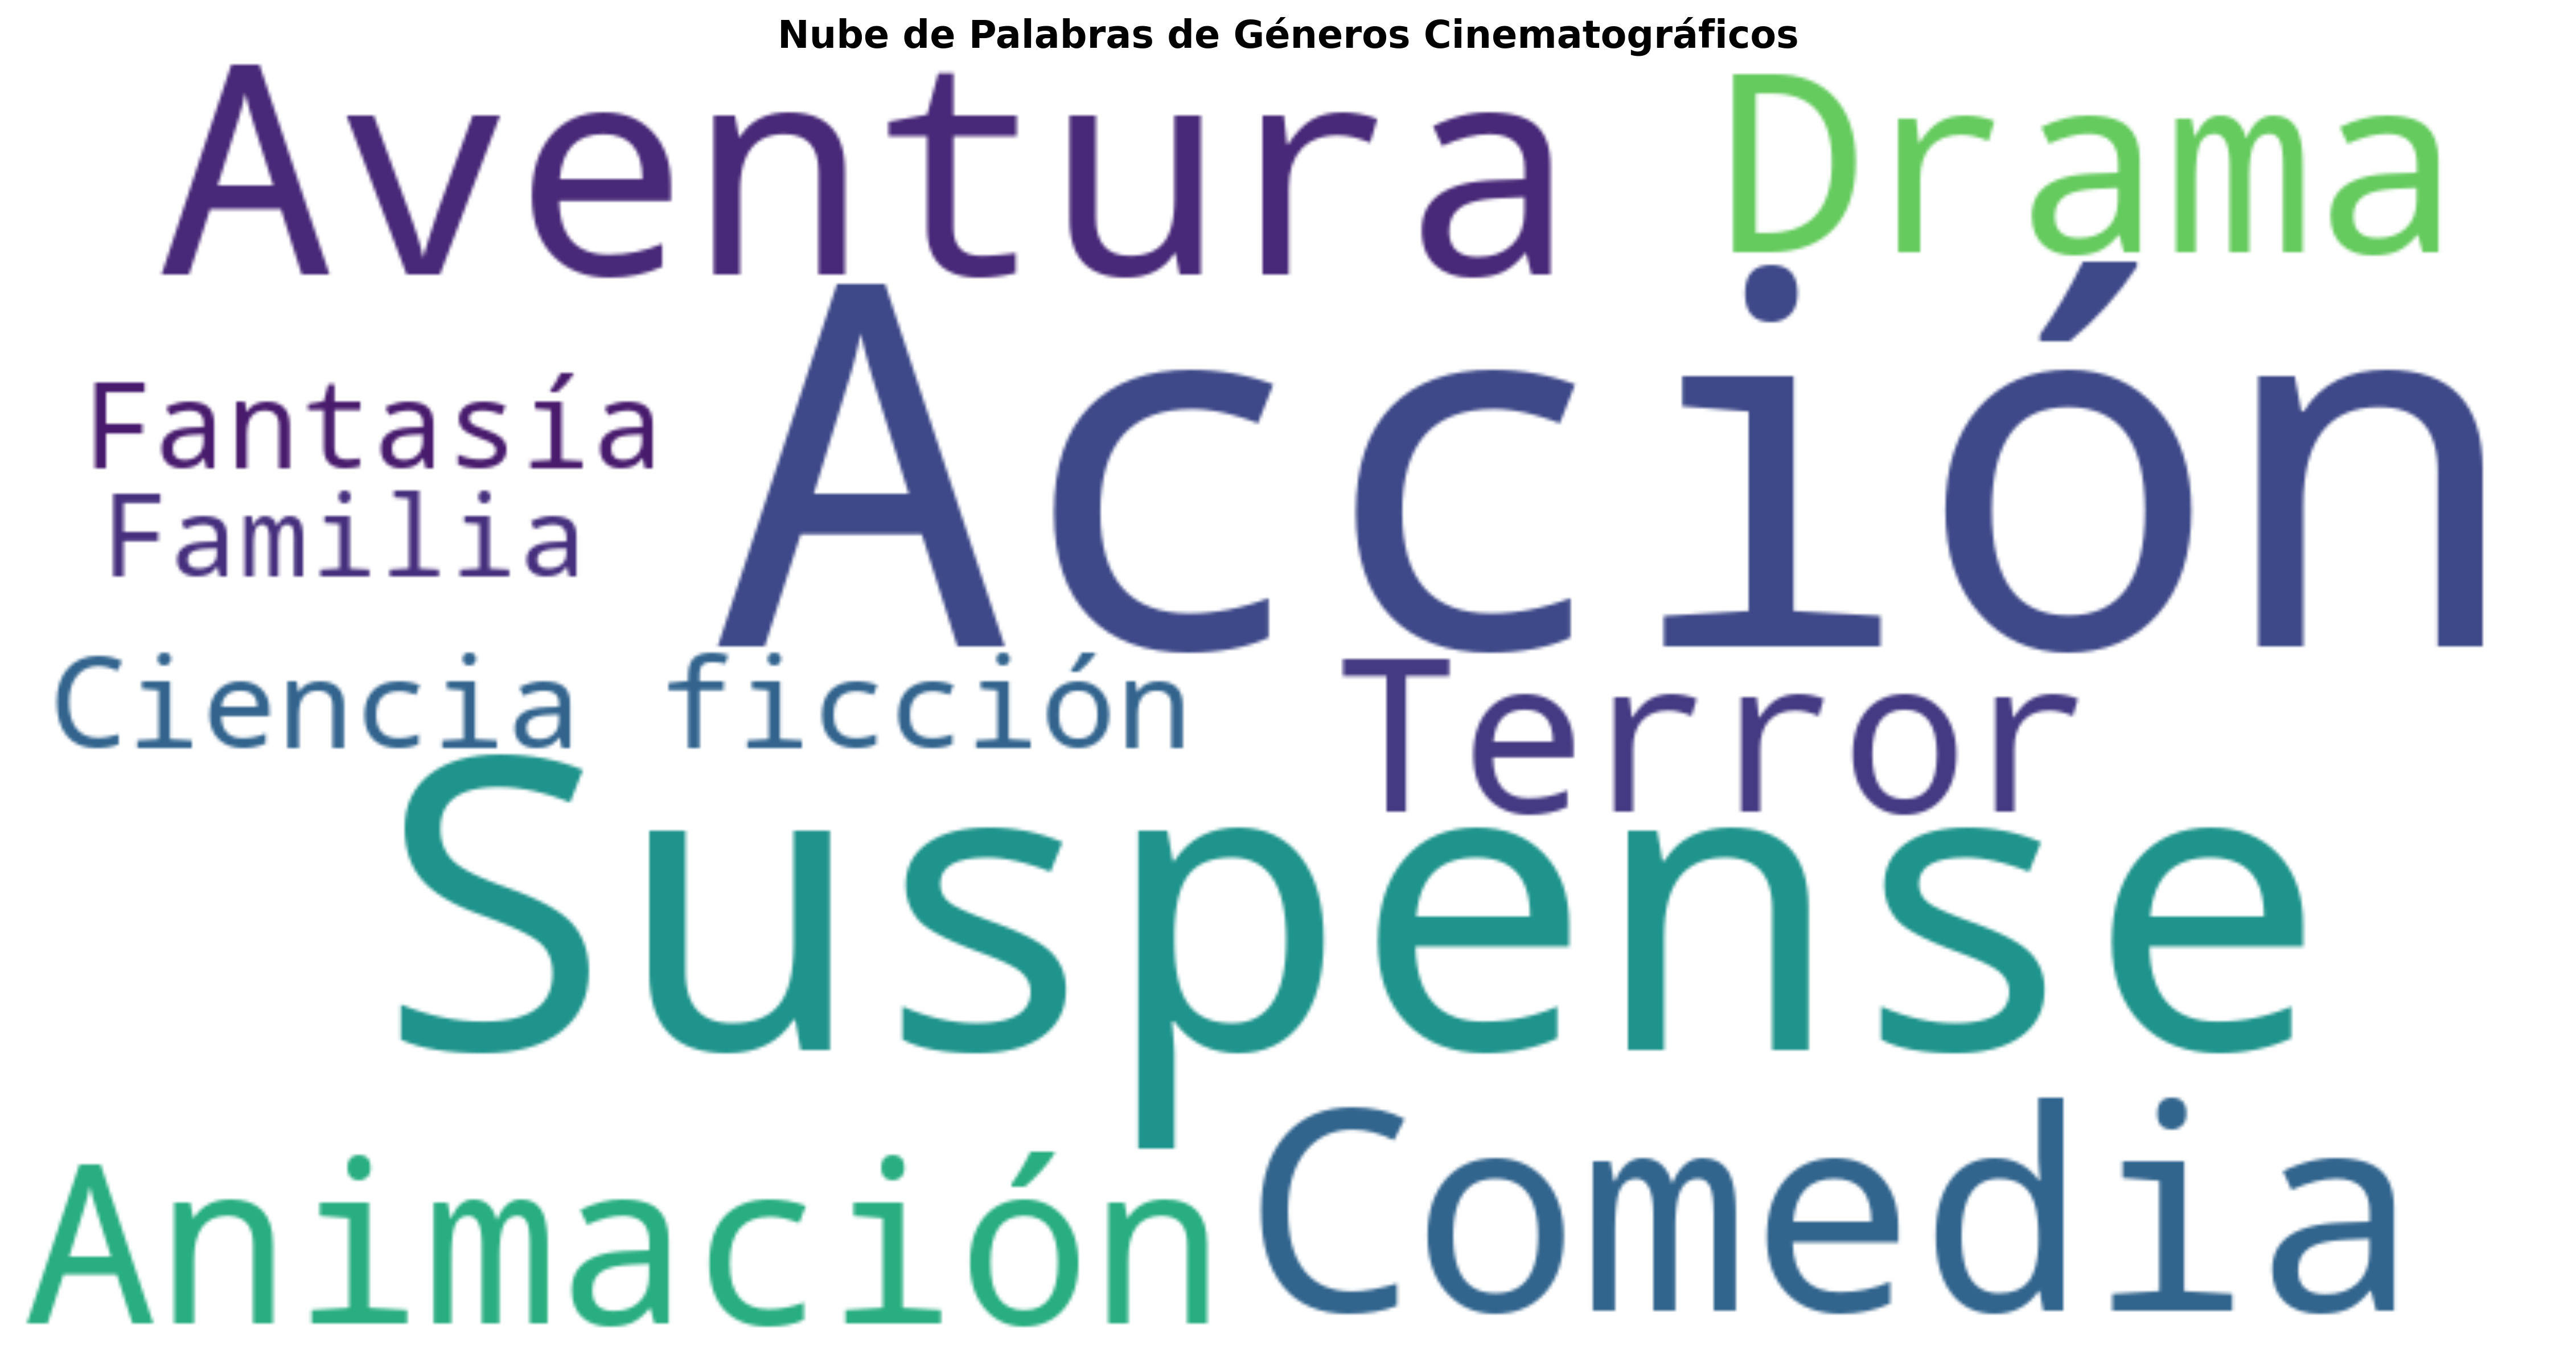 Nube de Palabras de Géneros Cinematográficos
Aventura
Drama
Acción
Fantasía
Familia
Ciencia ficción
Terror
Suspense
Comedia
Animación